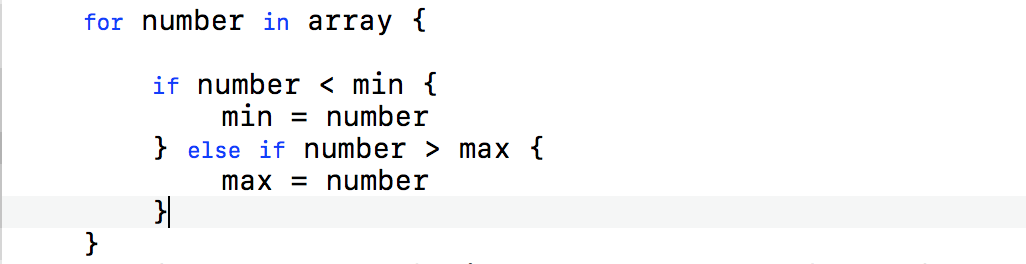 for number in array {
if number < min {
min = number
} else if number > max {
max = number
}
}